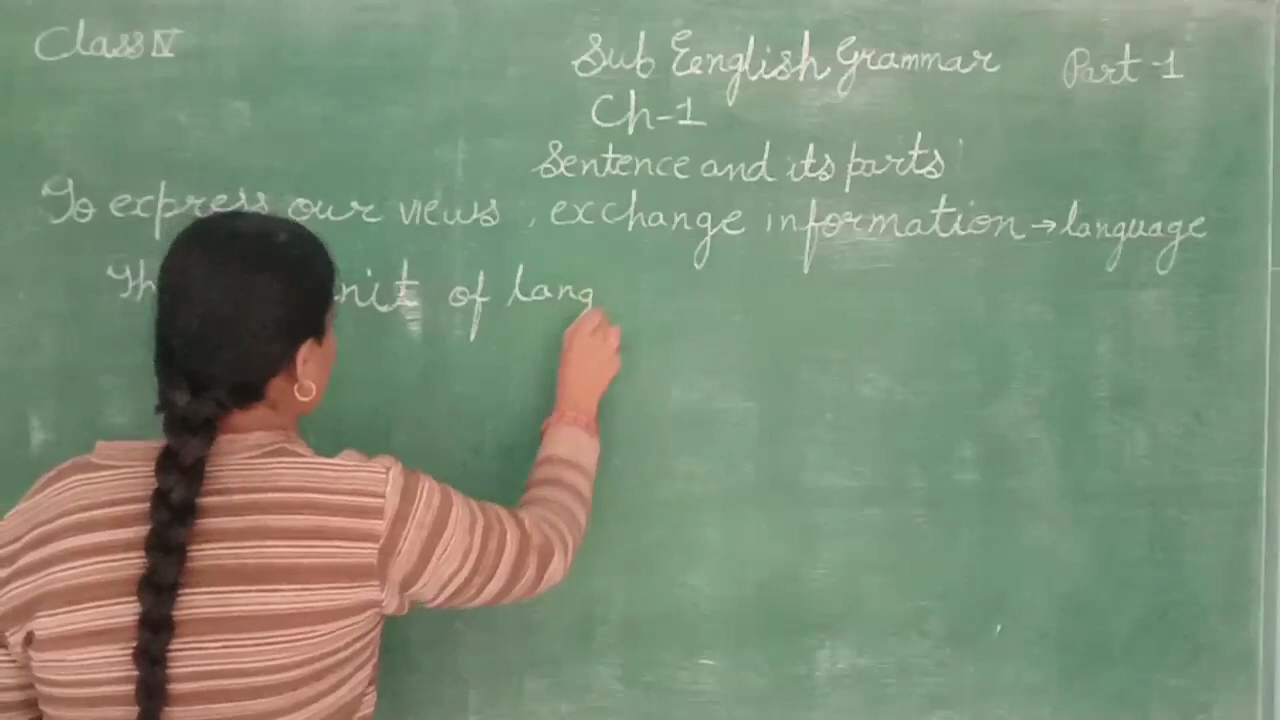 Class IV
Sub Eenglish Grammar Part-1
Ch-1
Sentence and its parts
To express our views, exchange information → language
of lang